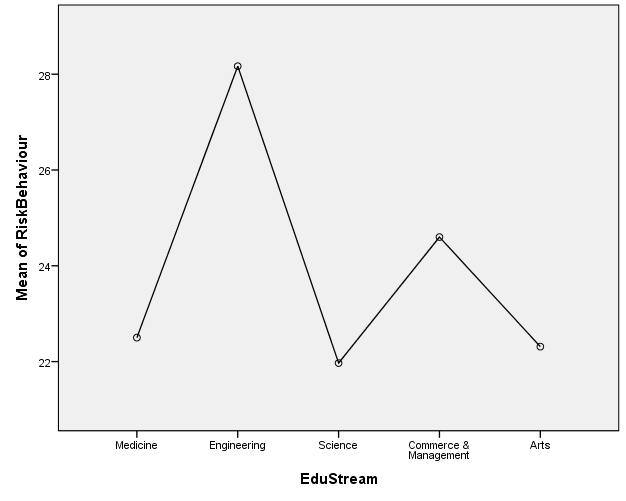 Mean of RiskBehaviour
28
26
24
22
Medicine
Engineering
Science
Commerce &
Management
Arts
EduStream